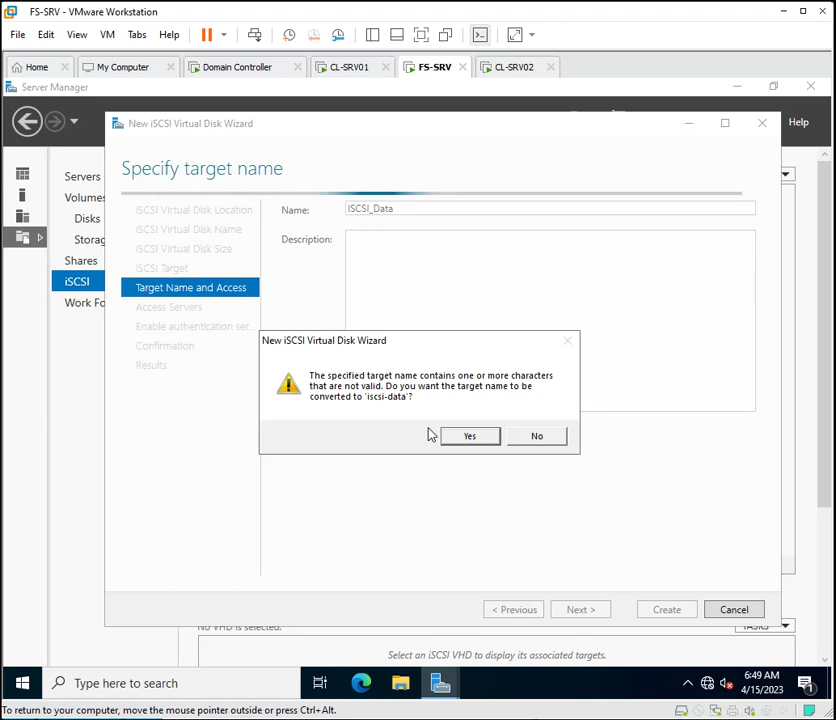 FS-SRV - VMware Workstation
File Edit View VM Tabs Help
Home My Computer Domain Controller CL-SRV01 FS-SRV CL-SRV02
Server Manager
New iSCSI Virtual Disk Wizard
Help
Specify target name
Servers
Volumes
Disks
Storag
Shares
iSCSI
Work Fo
iSCSI Virtual Disk Location
iSCSI Virtual Disk Name
iSCSI Virtual Disk Size
iSCSI Target
Target Name and Access
Access Servers
Enable authentication ser...
Confirmation
Results
Name: ISCSI_Data
Description:
New iSCSI Virtual Disk Wizard
The specified target name contains one or more characters
that are not valid. Do you want the target name to be
converted to 'iscsi-data'?
Yes No
< Previous Next > Create Cancel
No VHD is selected.
TASKS
Select an iSCSI VHD to display its associated targets.
Type here to search
6:49 AM
4/15/2023
1
To return to your computer, move the mouse pointer outside or press Ctrl+Alt.